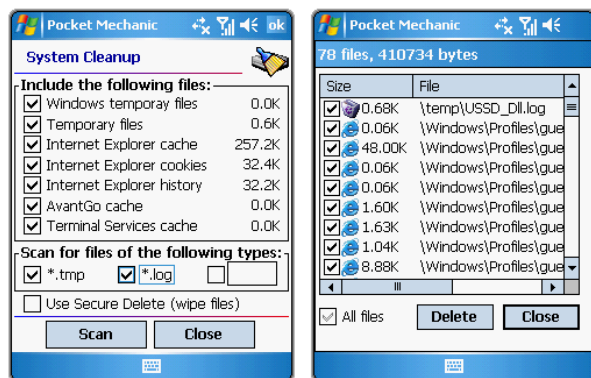 Pocket Mechanic ok
System Cleanup
Include the following files:
Windows temporay files 0.0K
Temporary files 0.6K
Internet Explorer cache 257.2K
Internet Explorer cookies 32.4K
Internet Explorer history 32.2K
AvantGo cache 0.0K
Terminal Services cache 0.0K
Scan for files of the following types:
*.tmp *.log
Use Secure Delete (wipe files)
Scan Close
Pocket Mechanic
78 files, 410734 bytes
Size File
0.68K \temp\USSD_Dll.log
0.06K \Windows\Profiles\gue
48.00K \Windows\Profiles\gue
0.06K \Windows\Profiles\gue
0.06K \Windows\Profiles\gue
1.60K \Windows\Profiles\gue
1.63K \Windows\Profiles\gue
1.04K \Windows\Profiles\gue
8.88K \Windows\Profiles\gue
All files Delete Close